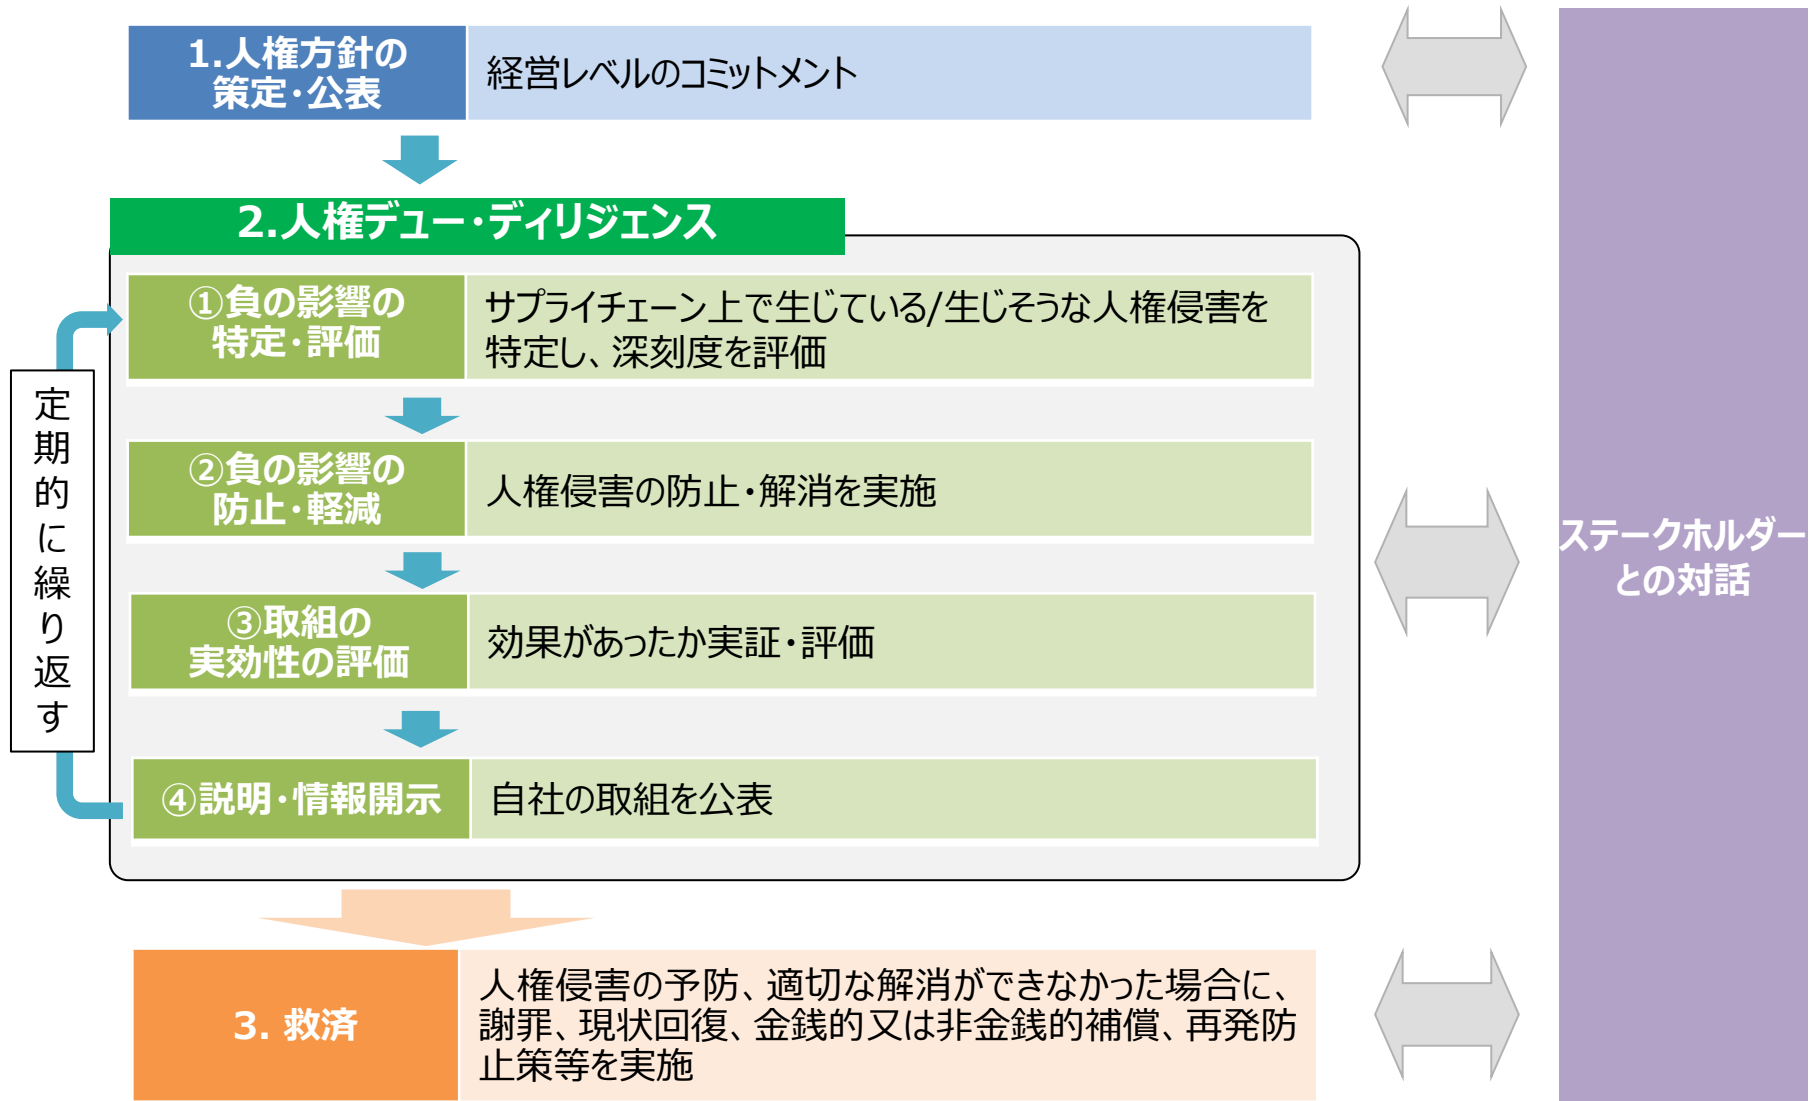 1.人権方針の
策定・公表
経営レベルのコミットメント
2.人権デュー・ディリジェンス
①負の影響の
特定・評価
サプライチェーン上で生じている/生じそうな人権侵害を
特定し、深刻度を評価
②負の影響の
防止・軽減
人権侵害の防止・解消を実施
③取組の
実効性の評価
効果があったか実証・評価
④説明・情報開示
自社の取組を公表
定期的に繰り返す
3. 救済
人権侵害の予防、適切な解消ができなかった場合に、
謝罪、現状回復、金銭的又は非金銭的補償、再発防
止策等を実施
ステークホルダー
との対話